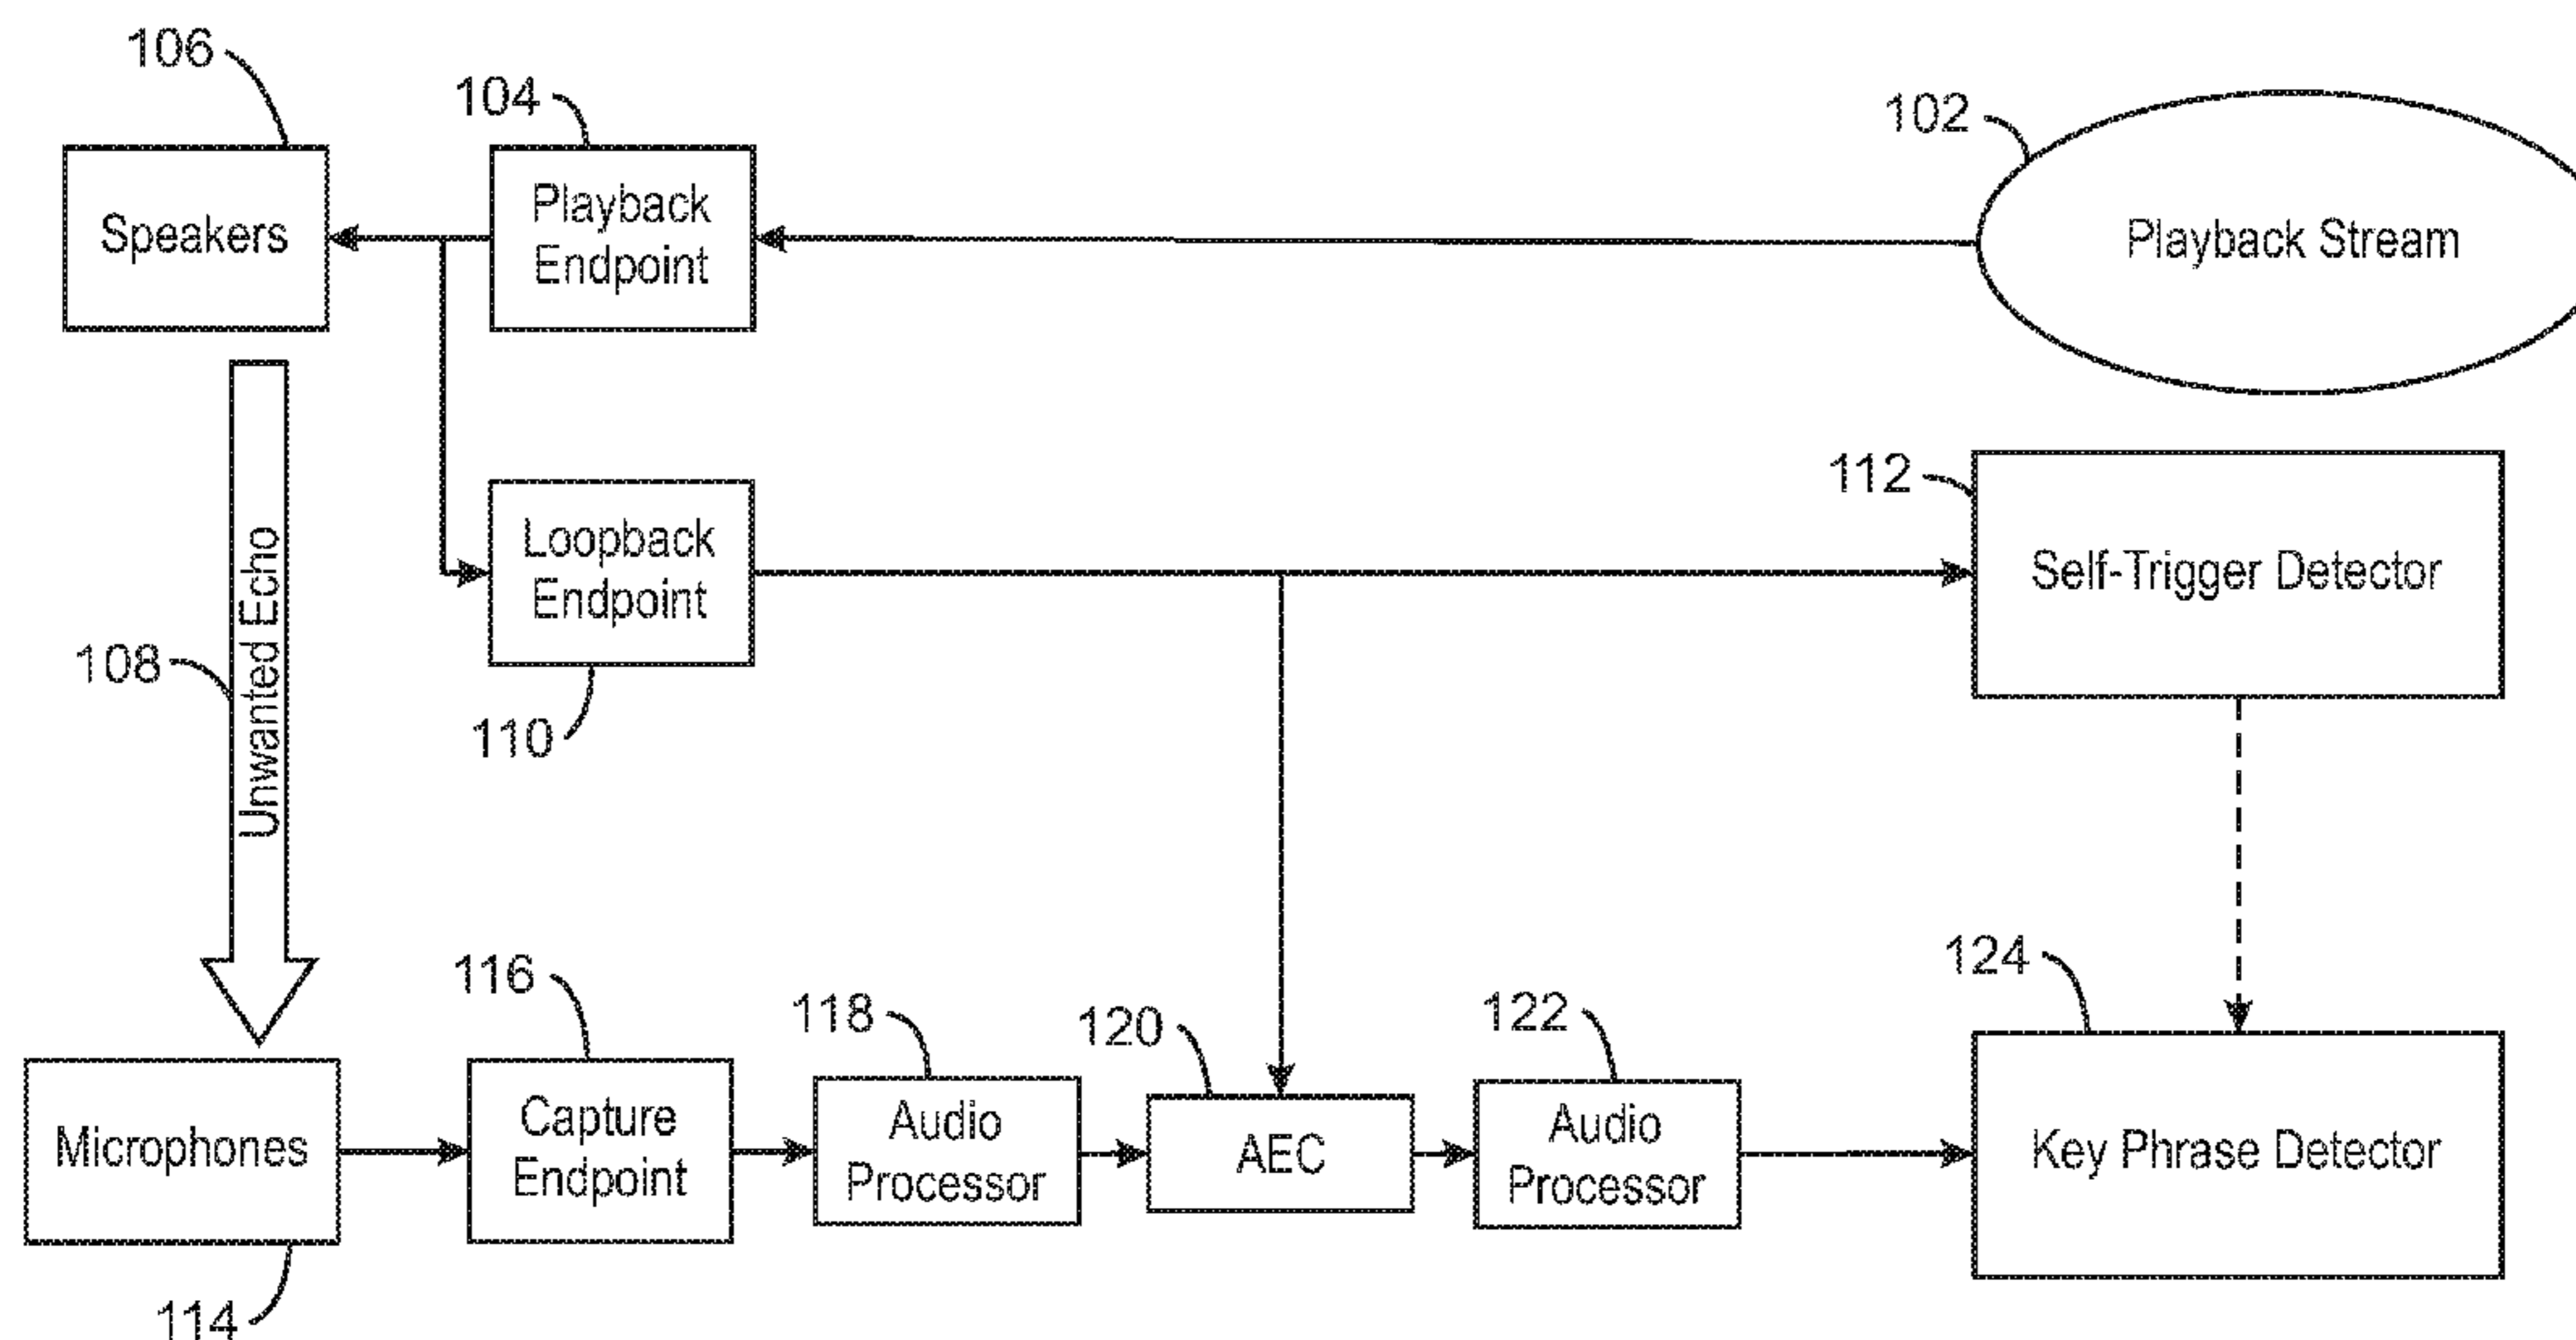 106
104
102
Speakers
Playback
Endpoint
Playback Stream
112
Loopback
Endpoint
Self-Trigger Detector
Unwanted Echo
108
110
116
118
120
122
124
Microphones
Capture
Endpoint
Audio
Processor
AEC
Audio
Processor
Key Phrase Detector
114